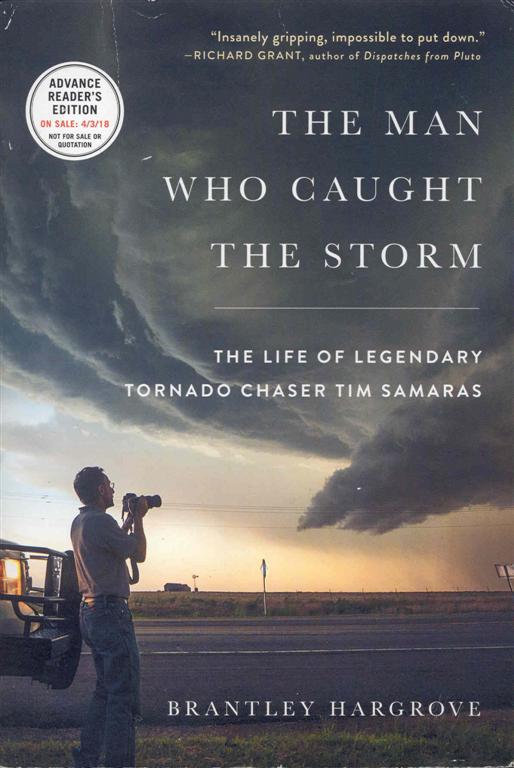 “Insanely gripping, impossible to put down.”
—RICHARD GRANT, author of Dispatches from Pluto
ADVANCE
READER'S
EDITION
ON SALE: 4/3/18
NOT FOR SALE OR
QUOTATION
THE MAN
WHO CAUGHT
THE STORM
THE LIFE OF LEGENDARY
TORNADO CHASER TIM SAMARAS
BRANTLEY HARGROVE